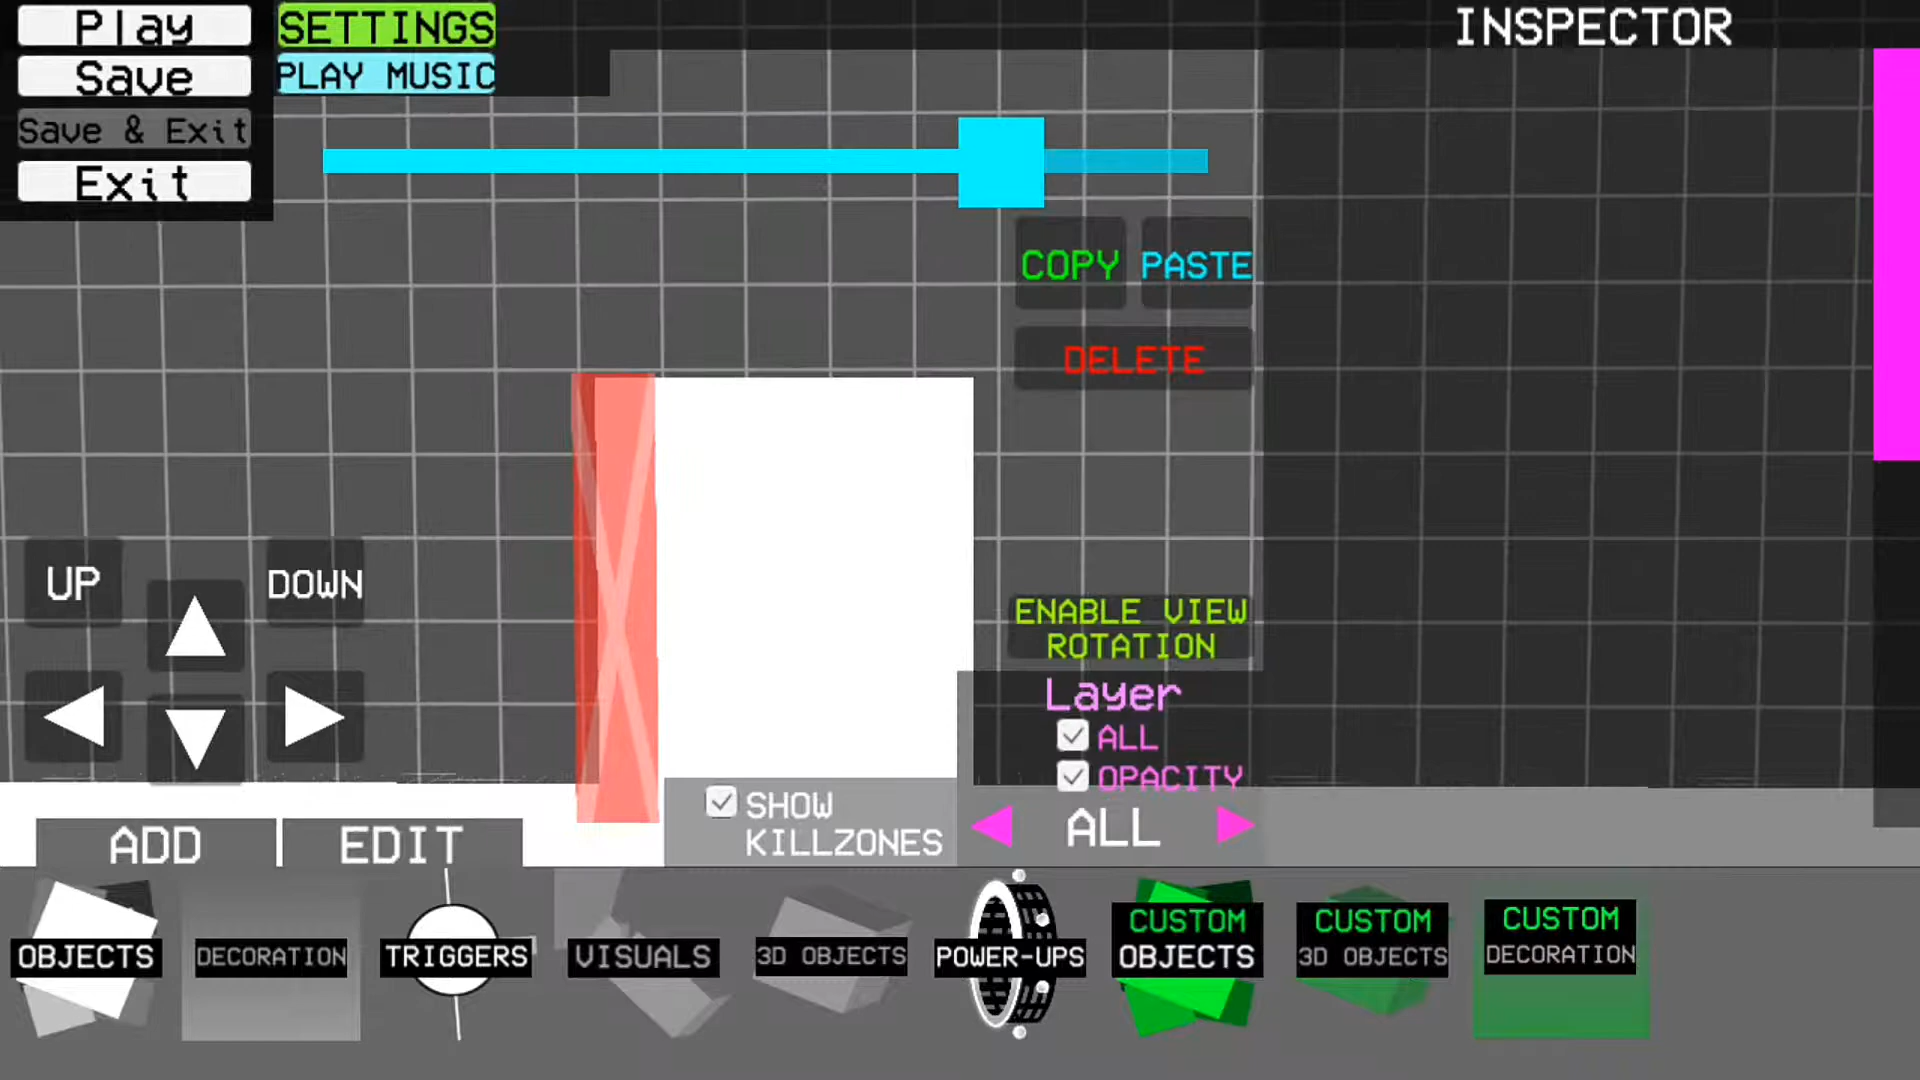 Play
SETTINGS
INSPECTOR
Save
PLAY MUSIC
Save & Exit
Exit
COPY
PASTE
DELETE
UP
DOWN
ENABLE VIEW
ROTATION
Layer
ALL
OPACITY
SHOW
KILLZONES
ALL
ADD
EDIT
OBJECTS
DECORATION
TRIGGERS
VISUALS
3D OBJECTS
POWER-UPS
CUSTOM
OBJECTS
CUSTOM
3D OBJECTS
CUSTOM
DECORATION